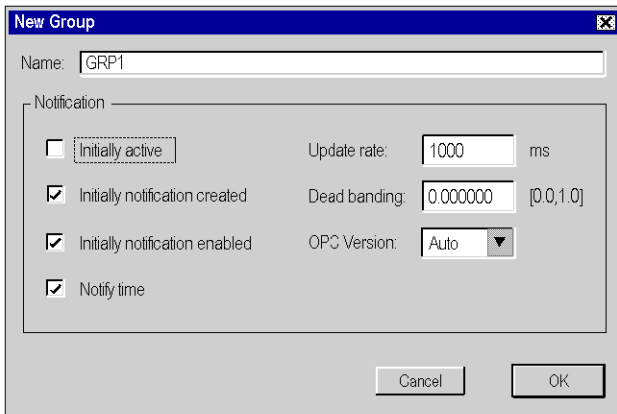 New Group
Name: GRP1
Notification
Initially active
Update rate: 1000 ms
Initially notification created
Dead banding: 0.000000 [0.0,1.0]
Initially notification enabled
OPC Version: Auto
Notify time
Cancel
OK